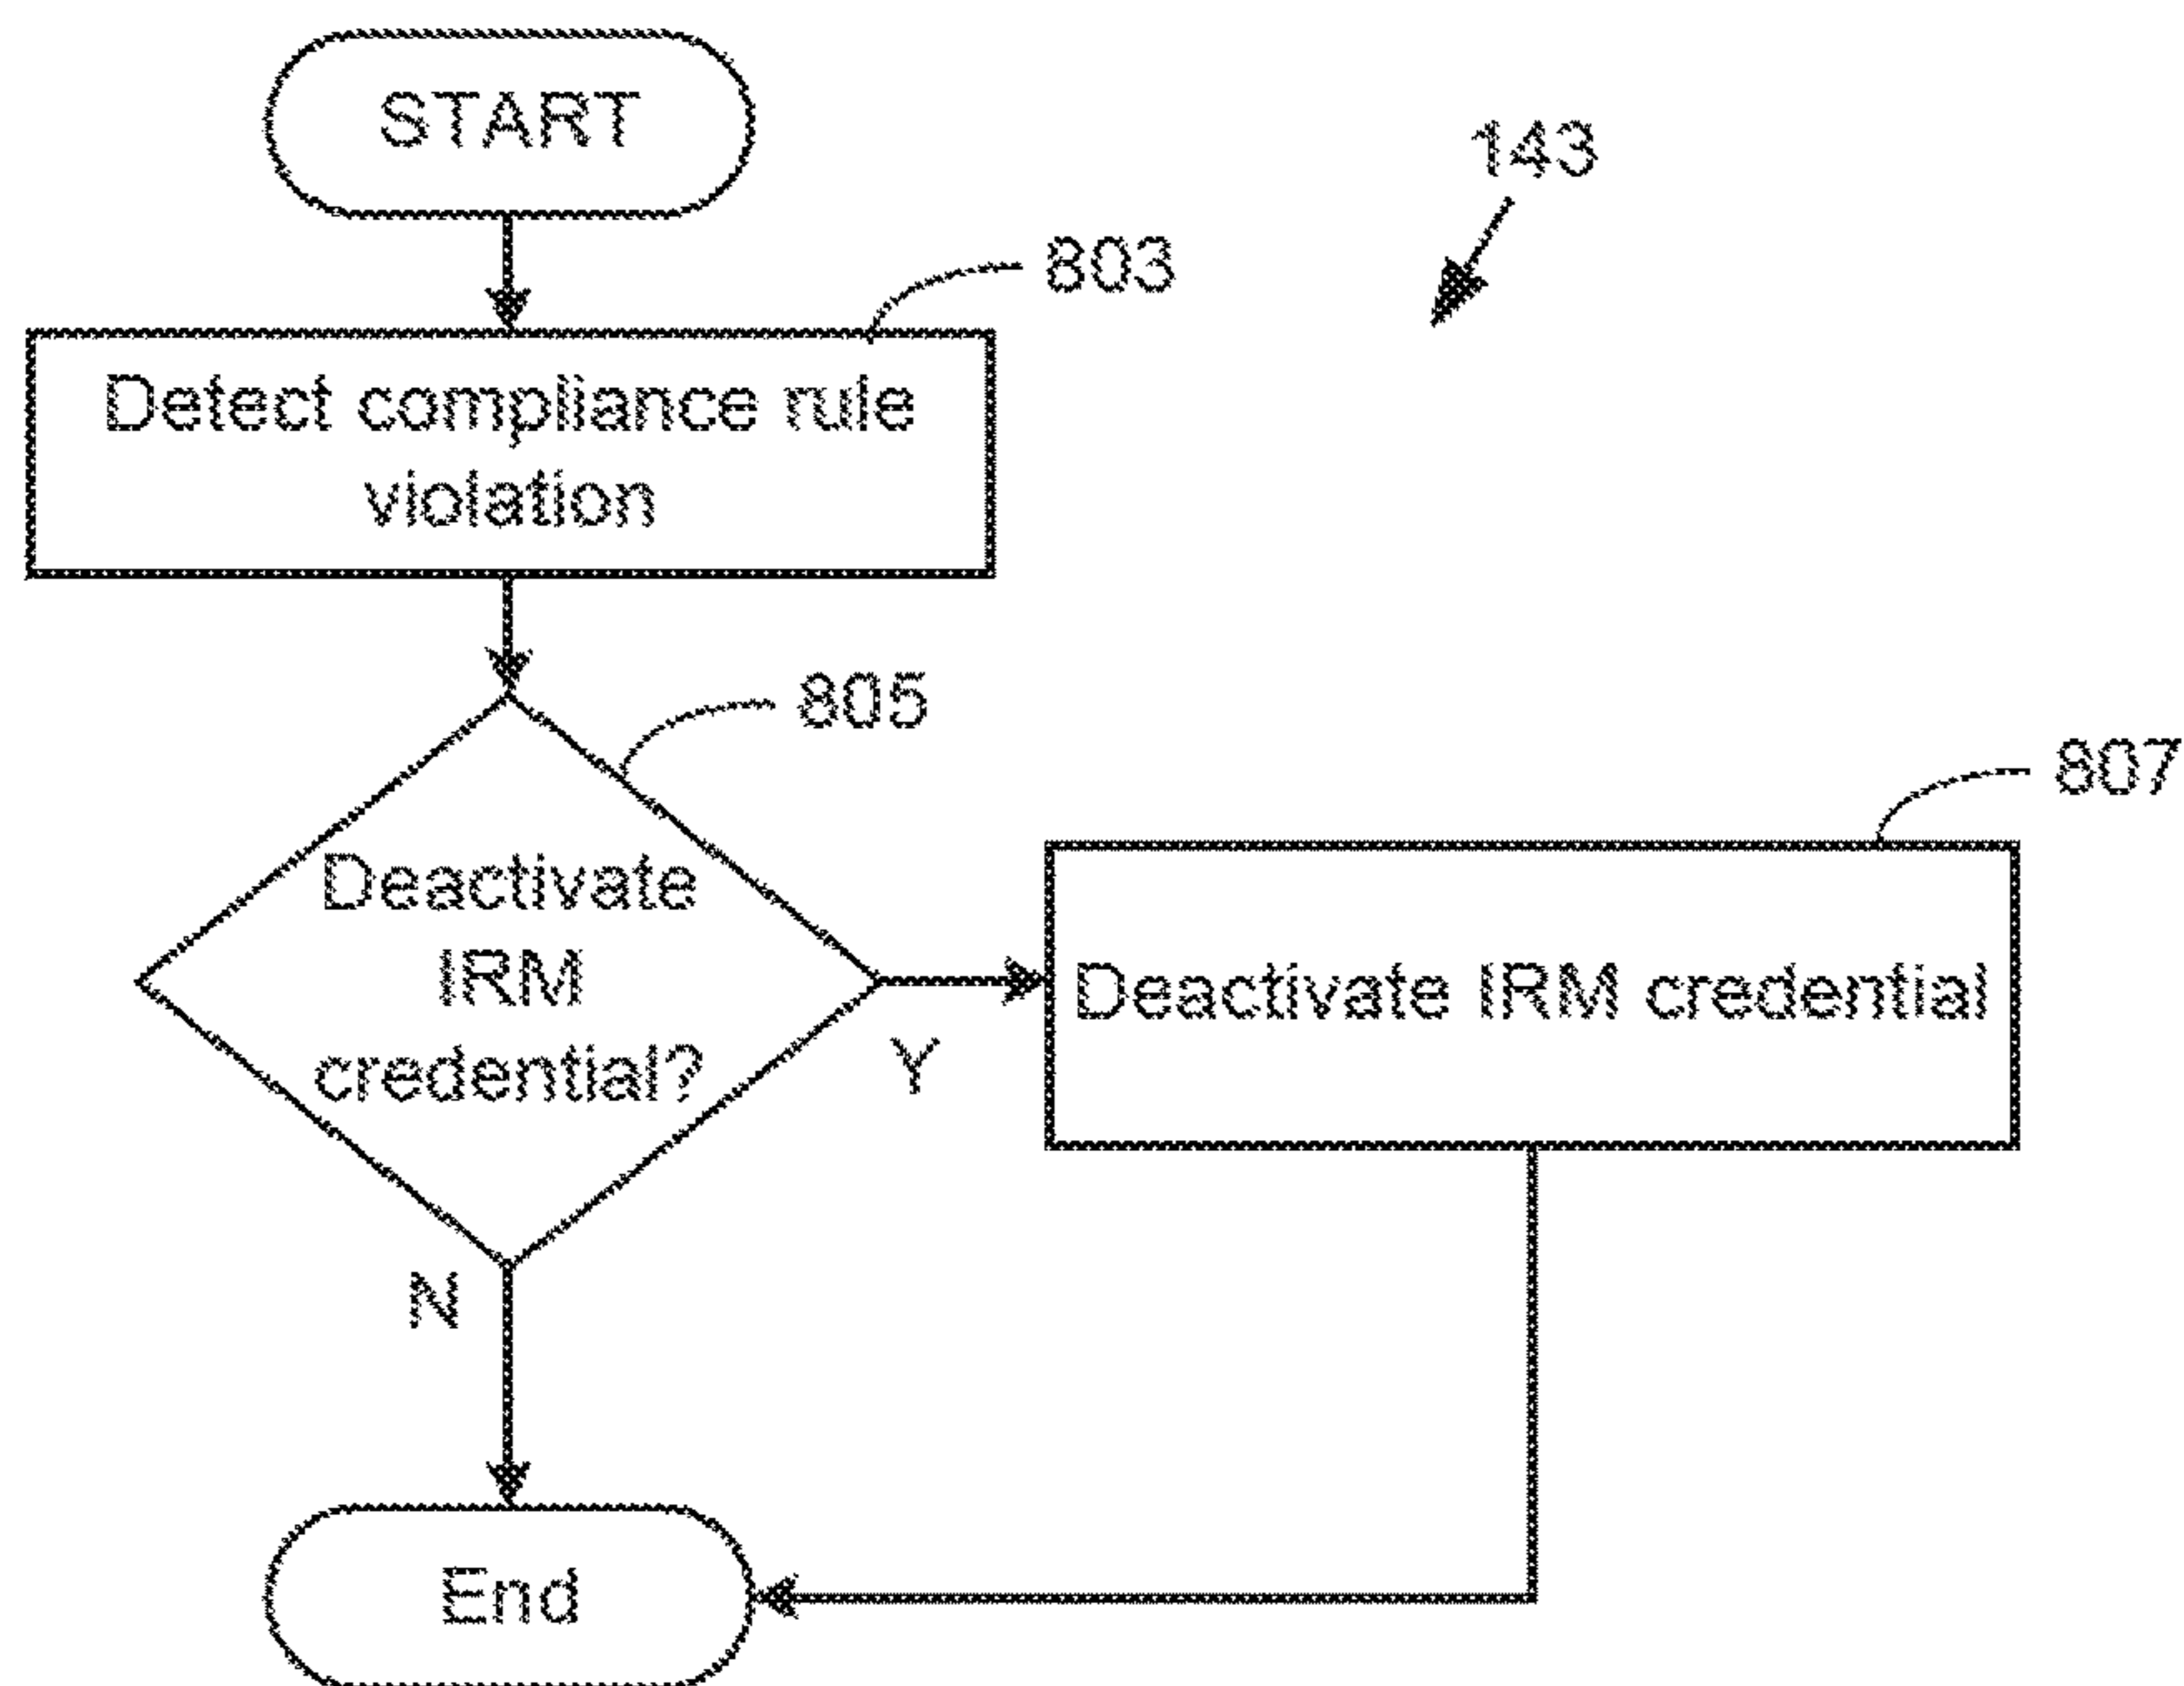 START
143
803
Detect compliance rule
violation
805
807
Deactivate
IRM
credential?
Deactivate IRM credential
Y
N
End